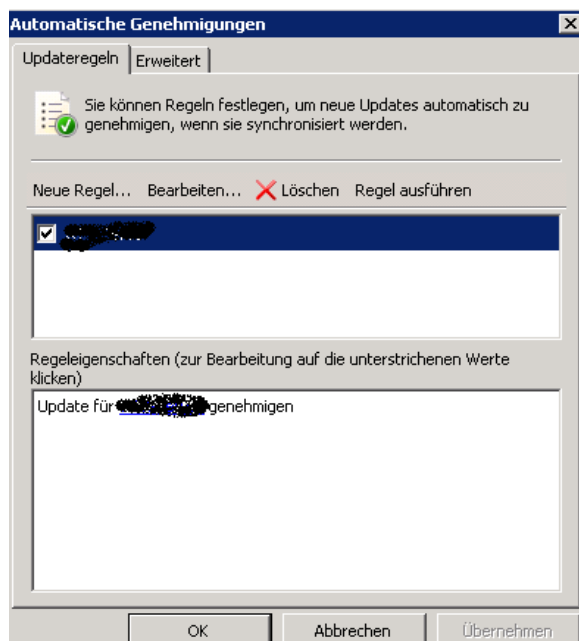 Automatische Genehmigungen
Updateregeln
Erweitert
Sie können Regeln festlegen, um neue Updates automatisch zu
genehmigen, wenn sie synchronisiert werden.
Neue Regel... Bearbeiten... Löschen Regel ausführen
Regeleigenschaften (zur Bearbeitung auf die unterstrichenen Werte
klicken)
Update für genehmigen
OK Abbrechen Übernehmen